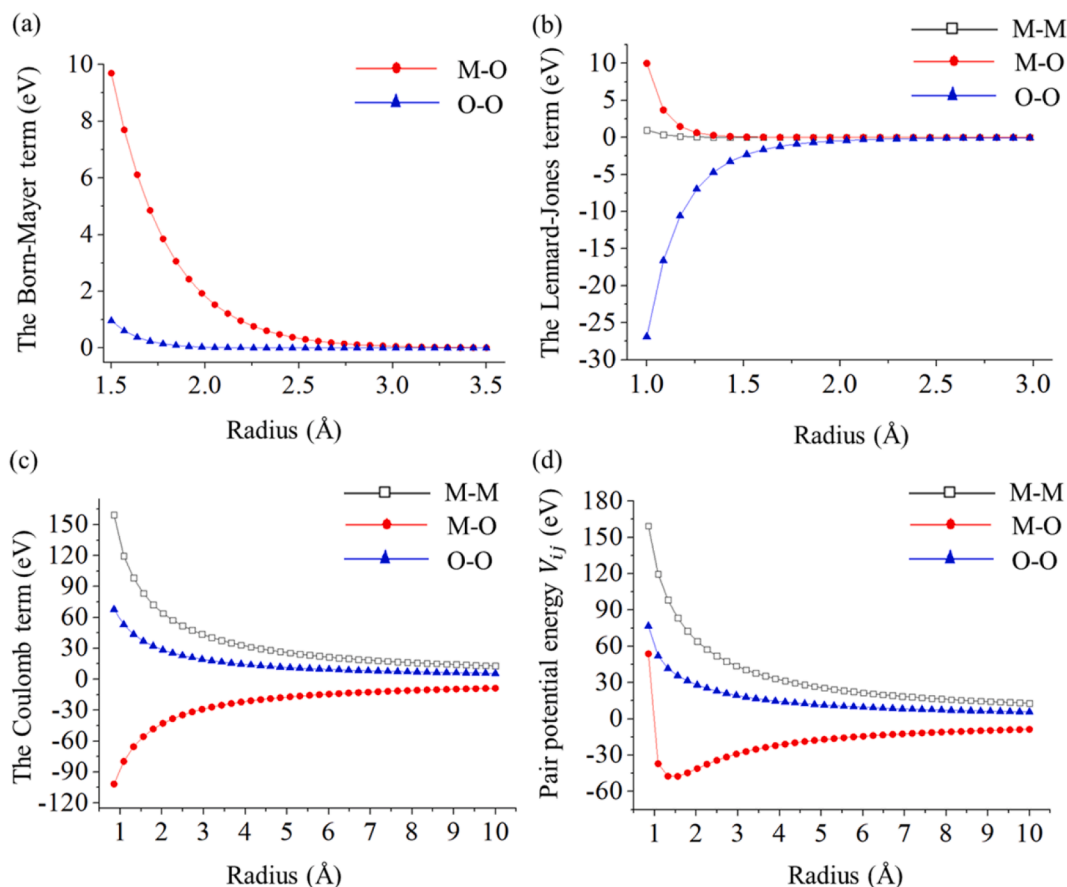 (a)
The Born-Mayer term (eV)
10
8
6
4
2
0
M-O
O-O
1.5 2.0 2.5 3.0 3.5
Radius (Å)
(b)
The Lennard-Jones term (eV)
10
5
0
-5
-10
-15
-20
-25
-30
M-M
M-O
O-O
1.0 1.5 2.0 2.5 3.0
Radius (Å)
(c)
The Coulomb term (eV)
150
120
90
60
30
0
-30
-60
-90
-120
M-M
M-O
O-O
1 2 3 4 5 6 7 8 9 10
Radius (Å)
(d)
Pair potential energy V_{ij} (eV)
180
150
120
90
60
30
0
-30
-60
M-M
M-O
O-O
1 2 3 4 5 6 7 8 9 10
Radius (Å)